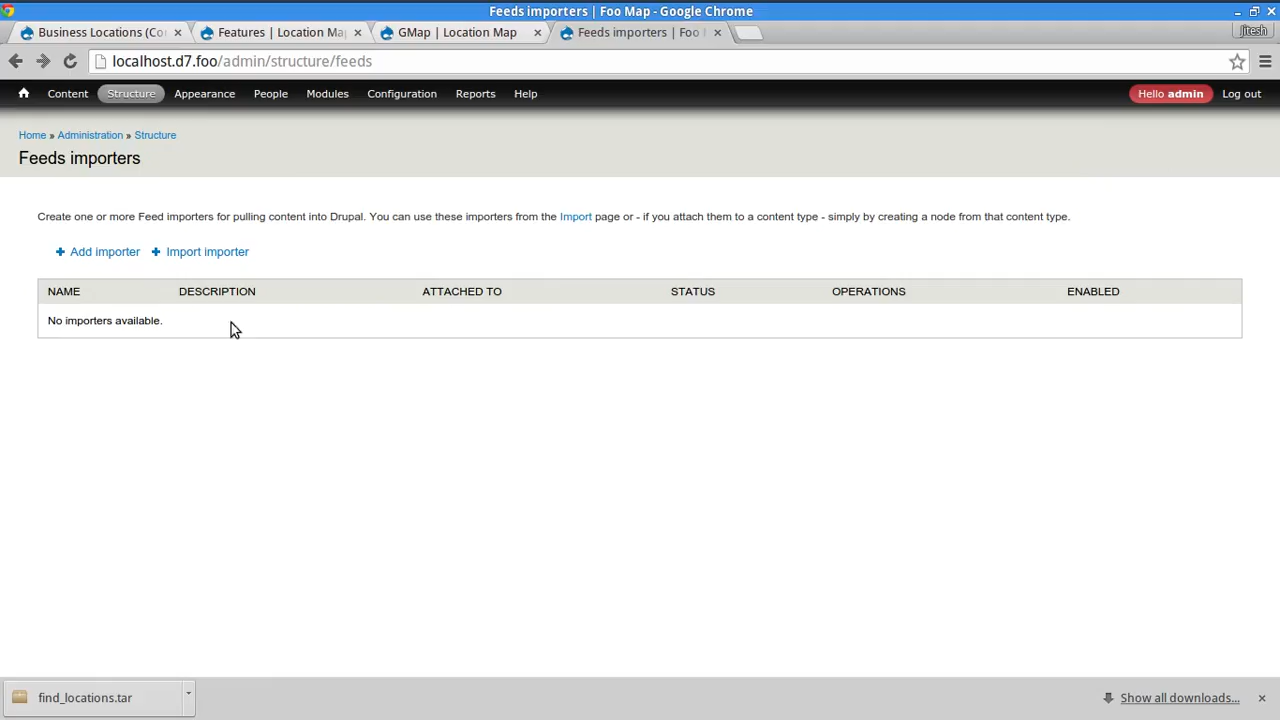 Feeds importers | Foo Map - Google Chrome
Business Locations (Co
Features | Location Ma
GMap | Location Map
Feeds importers | Foo
jitesh
localhost.d7.foo/admin/structure/feeds
Content Structure Appearance People Modules Configuration Reports Help
Hello admin Log out
Home » Administration » Structure
Feeds importers
Create one or more Feed importers for pulling content into Drupal. You can use these importers from the Import page or - if you attach them to a content type - simply by creating a node from that content type.
+ Add importer + Import importer
NAME DESCRIPTION ATTACHED TO STATUS OPERATIONS ENABLED
No importers available.
find_locations.tar
Show all downloads...